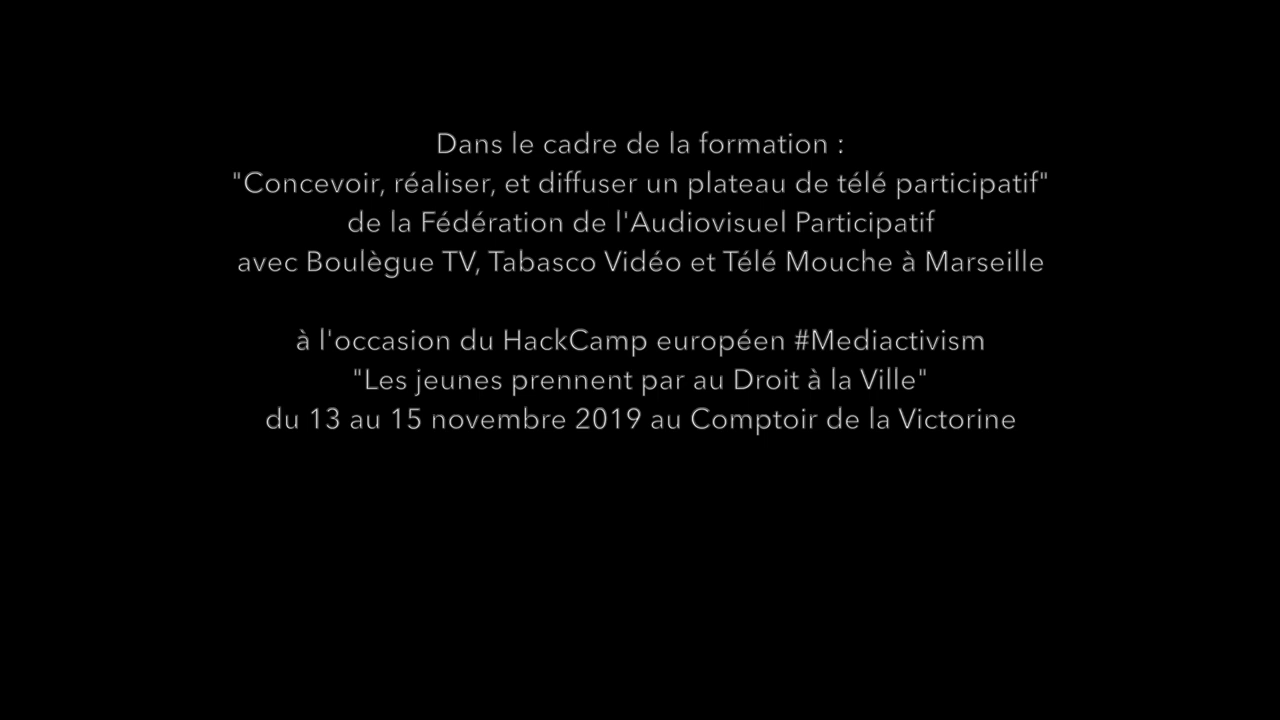 Dans le cadre de la formation :
"Concevoir, réaliser, et diffuser un plateau de télé participatif"
de la Fédération de l'Audiovisuel Participatif
avec Boulègue TV, Tabasco Vidéo et Télé Mouche à Marseille
à l'occasion du HackCamp européen #Mediactivism
"Les jeunes prennent par au Droit à la Ville"
du 13 au 15 novembre 2019 au Comptoir de la Victorine